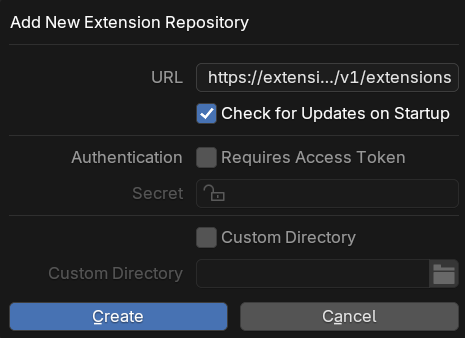 Add New Extension Repository
URL https://extensi.../v1/extensions
Check for Updates on Startup
Authentication Requires Access Token
Secret
Custom Directory
Custom Directory
Create Cancel